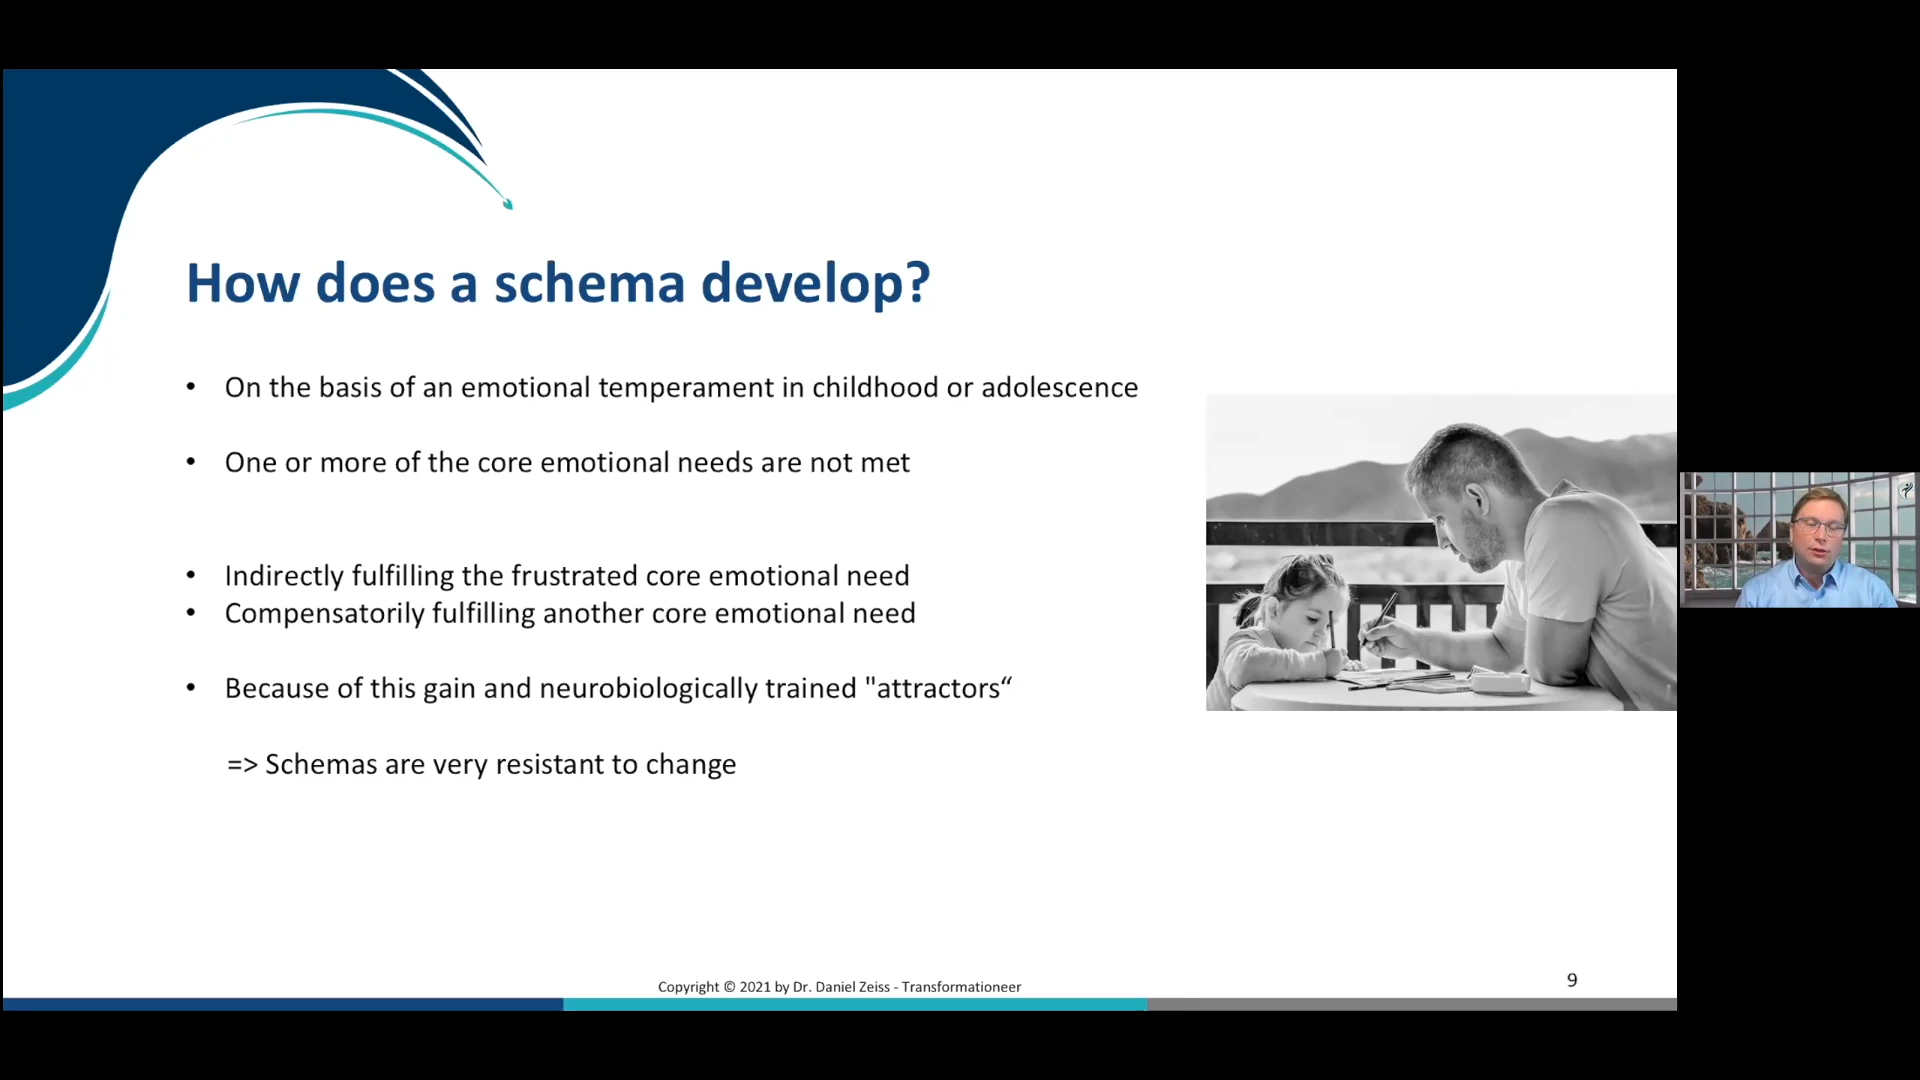 How does a schema develop?
• On the basis of an emotional temperament in childhood or adolescence
• One or more of the core emotional needs are not met
• Indirectly fulfilling the frustrated core emotional need
• Compensatorily fulfilling another core emotional need
• Because of this gain and neurobiologically trained "attractors“
=> Schemas are very resistant to change
Copyright © 2021 by Dr. Daniel Zeiss - Transformationeer
9